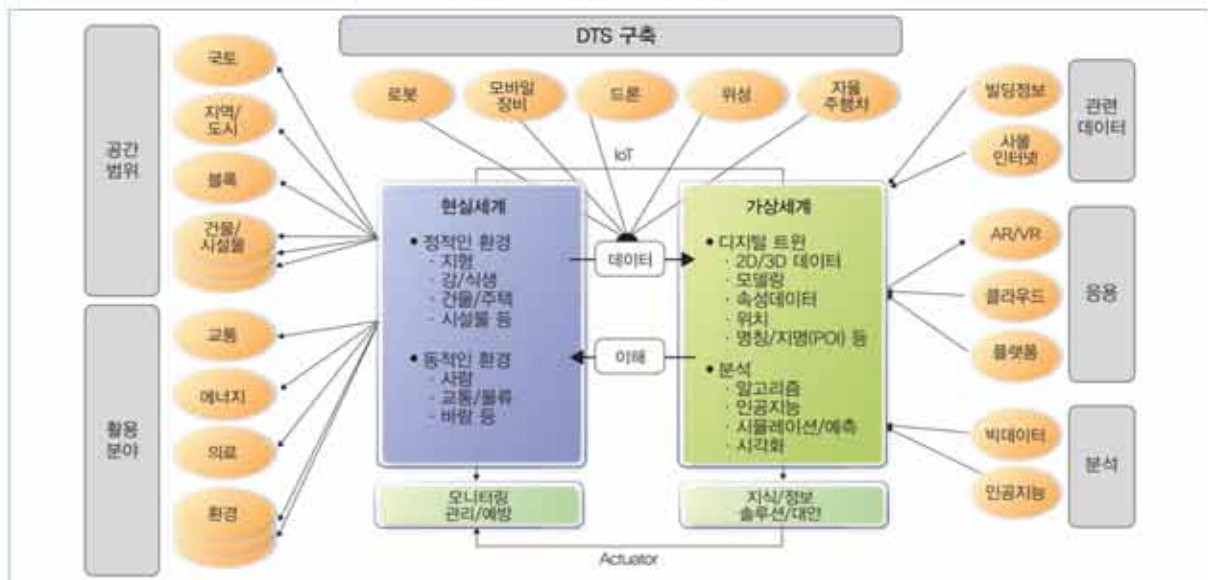 DTS 구축
공간
범위
국토
지역/
도시
블록
건물/
시설물
활용
분야
교통
에너지
의료
환경
로봇
모바일
장비
드론
위성
자율
주행차
IoT
현실세계
• 정적인 환경
· 지형
· 강/식생
· 건물/주택
· 시설물 등
• 동적인 환경
· 사람
· 교통/물류
· 바람 등
데이터
이해
가상세계
• 디지털 트윈
· 2D/3D 데이터
· 모델링
· 속성데이터
· 위치
· 명칭/지명(POI) 등
• 분석
· 알고리즘
· 인공지능
· 시뮬레이션/예측
· 시각화
모니터링
관리/예방
지식/정보
솔루션/대안
Actuator
빌딩정보
사물
인터넷
관련
데이터
AR/VR
클라우드
플랫폼
응용
빅데이터
인공지능
분석